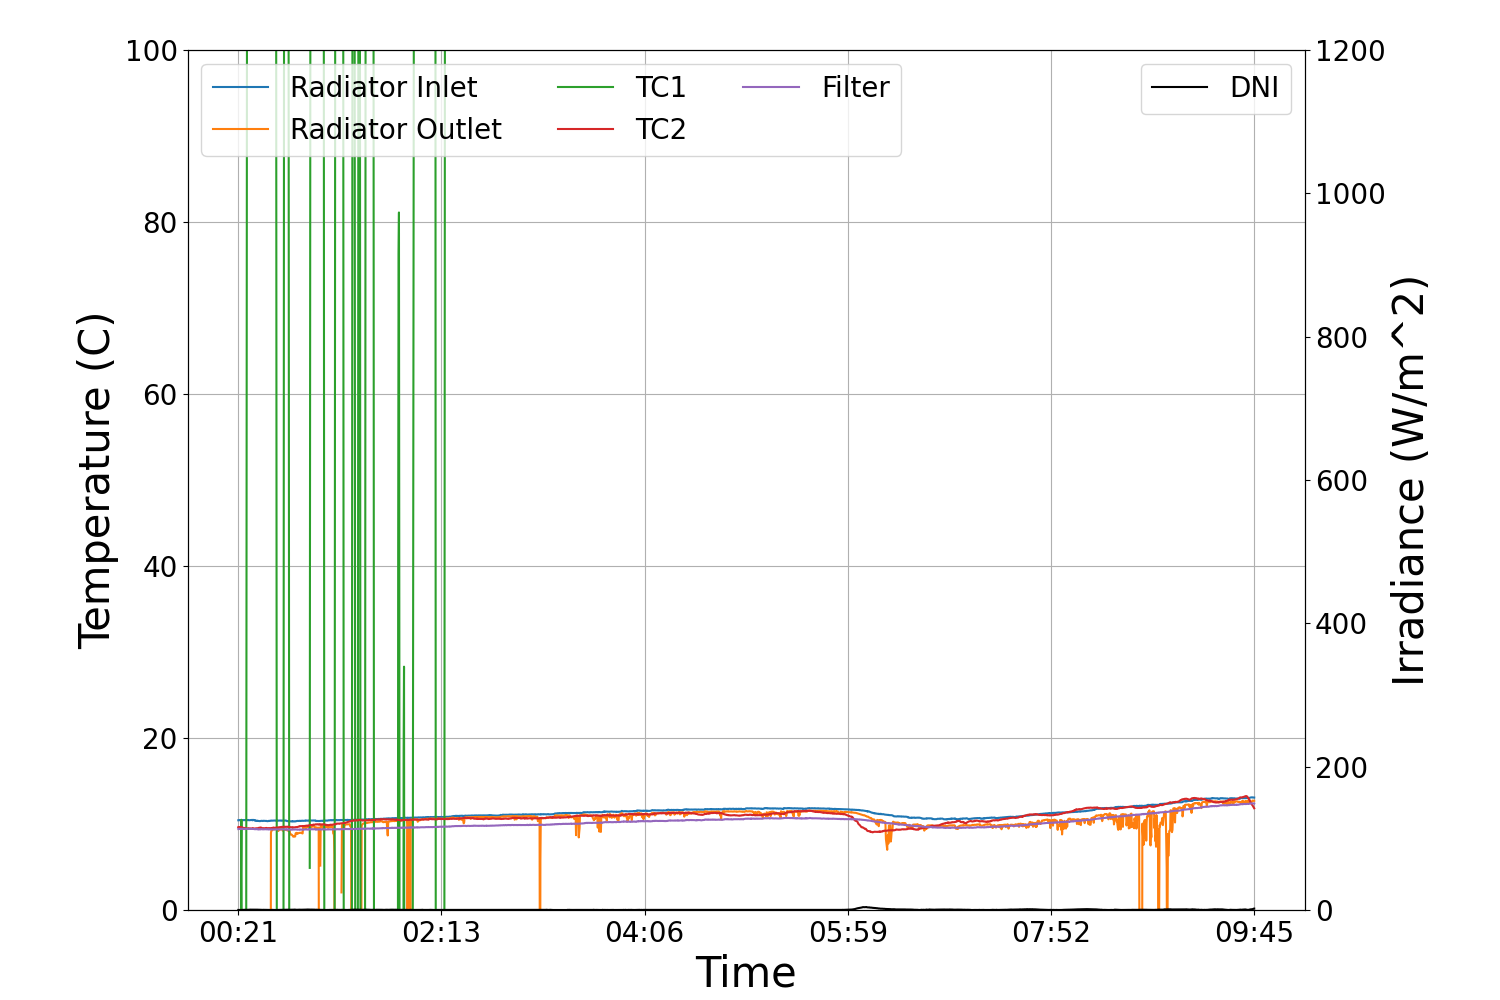 100
80
60
40
20
0
Temperature (C)
Radiator Inlet
Radiator Outlet
TC1
TC2
Filter
DNI
1200
1000
800
600
400
200
0
Irradiance (W/m^2)
00:21 02:13 04:06 05:59 07:52 09:45
Time